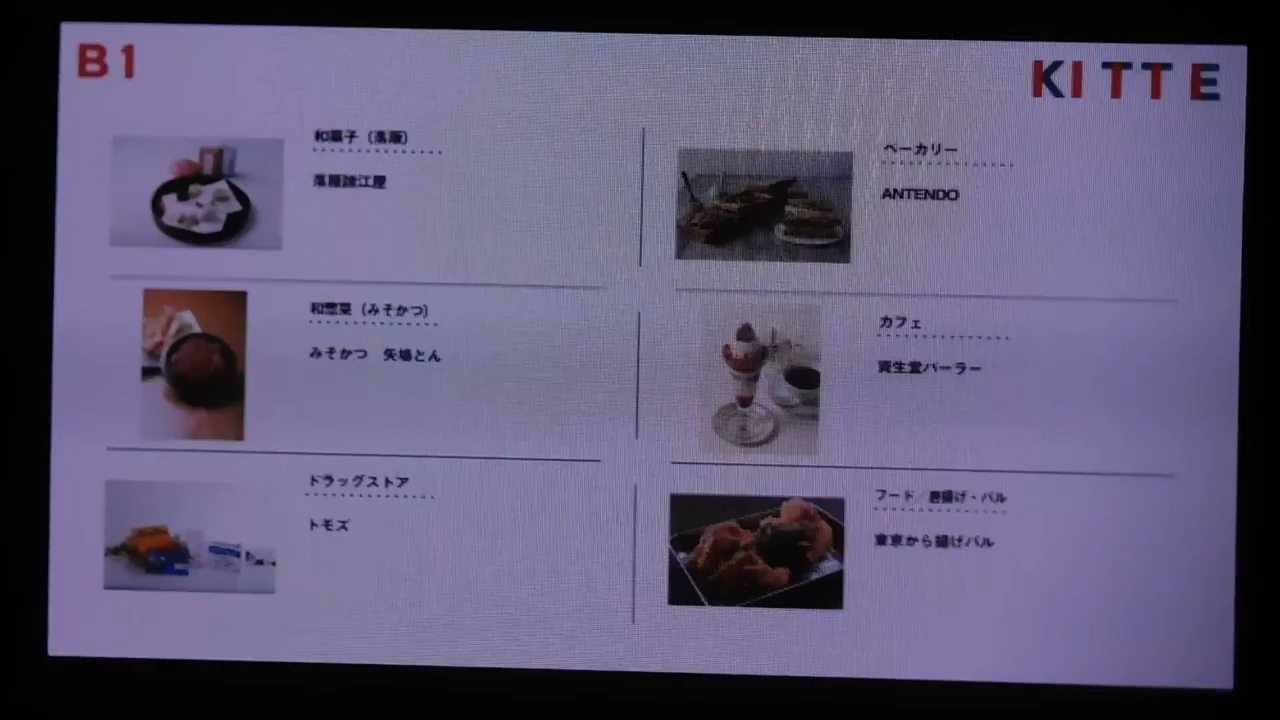 B1
KITTE
和菓子（落雁）
落雁諸江屋
ベーカリー
ANTENDO
和惣菜（みそかつ）
みそかつ 矢場とん
カフェ
資生堂パーラー
ドラッグストア
トモズ
フード／唐揚げ・バル
東京から揚げバル